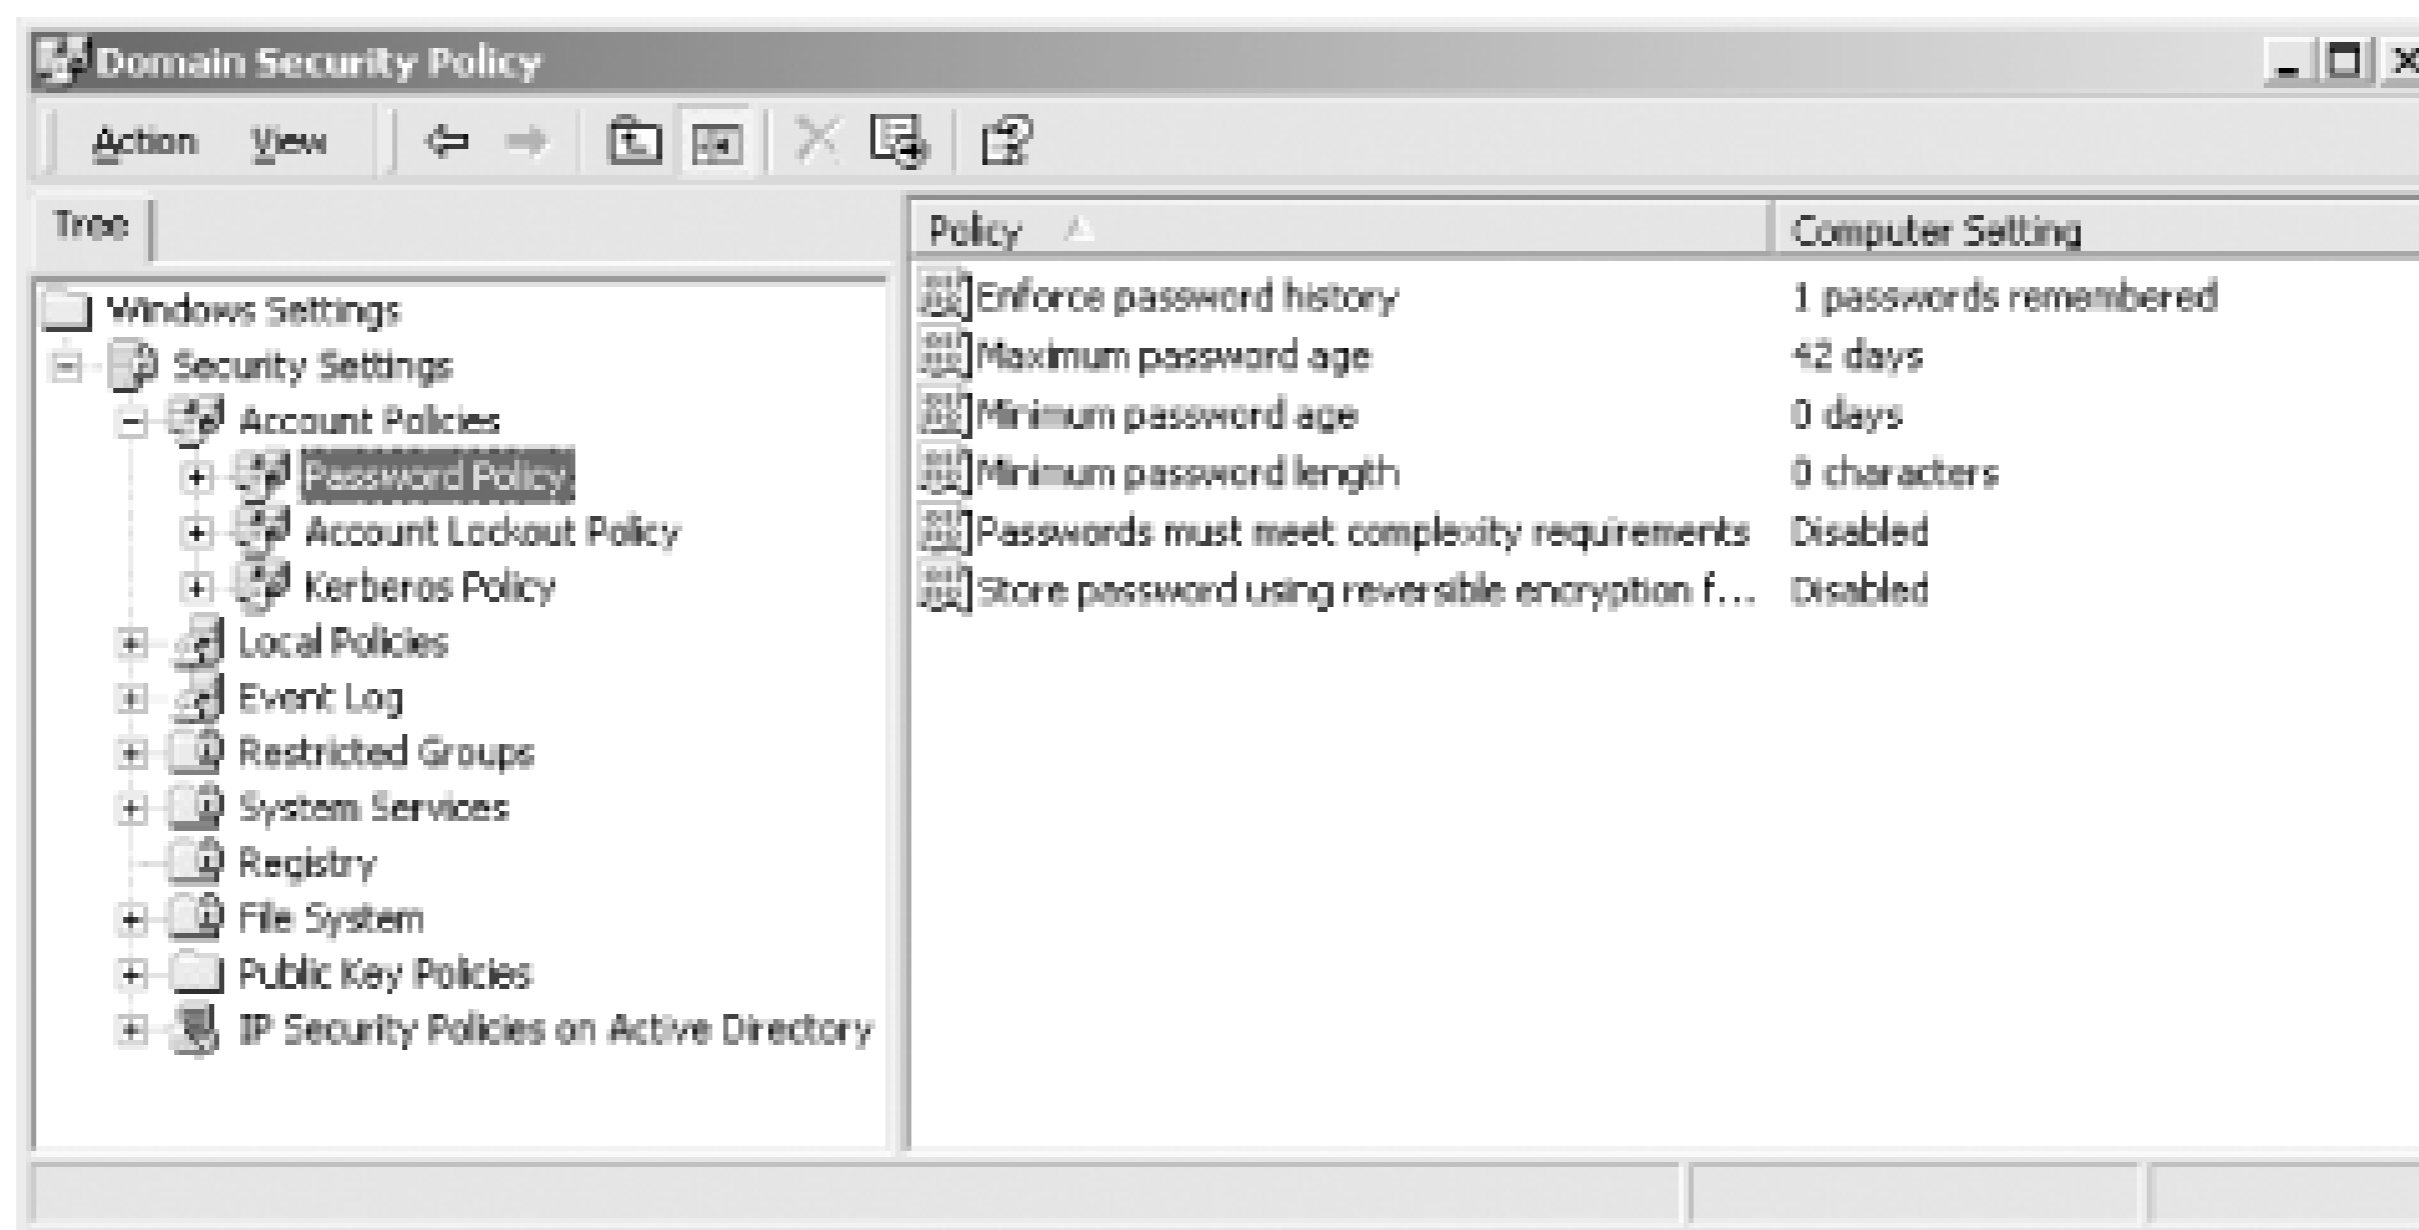 Domain Security Policy
Action View
Tree
Policy Computer Setting
Windows Settings
Security Settings
Account Policies
Password Policy
Account Lockout Policy
Kerberos Policy
Local Policies
Event Log
Restricted Groups
System Services
Registry
File System
Public Key Policies
IP Security Policies on Active Directory
Enforce password history 1 passwords remembered
Maximum password age 42 days
Minimum password age 0 days
Minimum password length 0 characters
Passwords must meet complexity requirements Disabled
Store password using reversible encryption f... Disabled